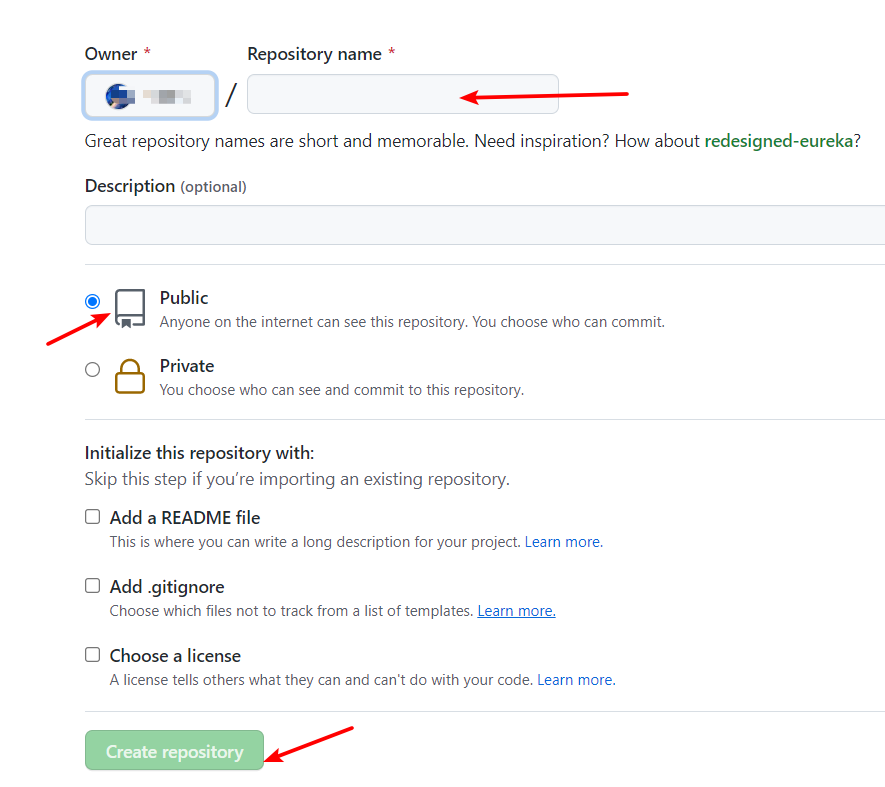 Owner * Repository name *
/
Great repository names are short and memorable. Need inspiration? How about redesigned-eureka?
Description (optional)
Public
Anyone on the internet can see this repository. You choose who can commit.
Private
You choose who can see and commit to this repository.
Initialize this repository with:
Skip this step if you’re importing an existing repository.
Add a README file
This is where you can write a long description for your project. Learn more.
Add .gitignore
Choose which files not to track from a list of templates. Learn more.
Choose a license
A license tells others what they can and can't do with your code. Learn more.
Create repository